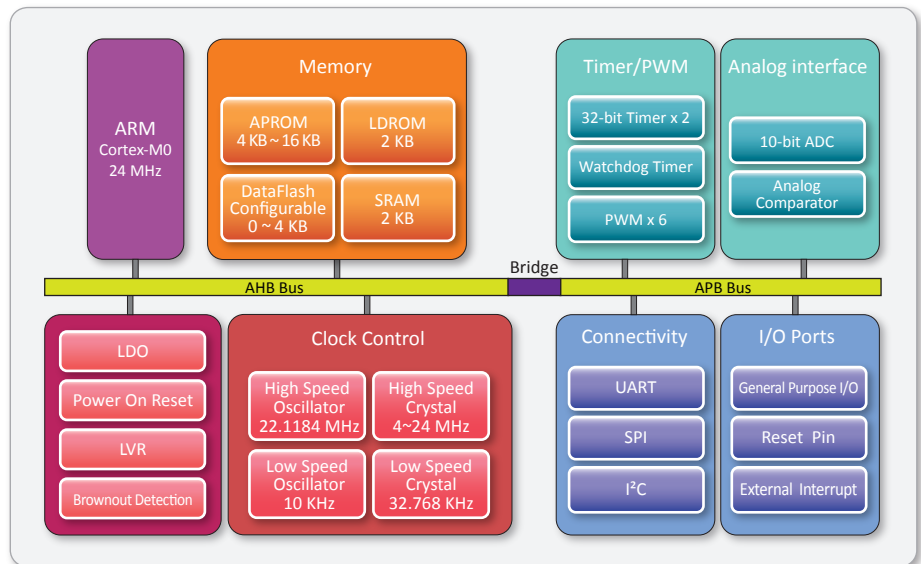 ARM
Cortex-M0
24 MHz
Memory
APROM
4 KB ~ 16 KB
LDROM
2 KB
DataFlash
Configurable
0 ~ 4 KB
SRAM
2 KB
Timer/PWM
32-bit Timer x 2
Watchdog Timer
PWM x 6
Analog interface
10-bit ADC
Analog
Comparator
AHB Bus
Bridge
APB Bus
LDO
Power On Reset
LVR
Brownout Detection
Clock Control
High Speed
Oscillator
22.1184 MHz
High Speed
Crystal
4~24 MHz
Low Speed
Oscillator
10 KHz
Low Speed
Crystal
32.768 KHz
Connectivity
UART
SPI
I²C
I/O Ports
General Purpose I/O
Reset Pin
External Interrupt